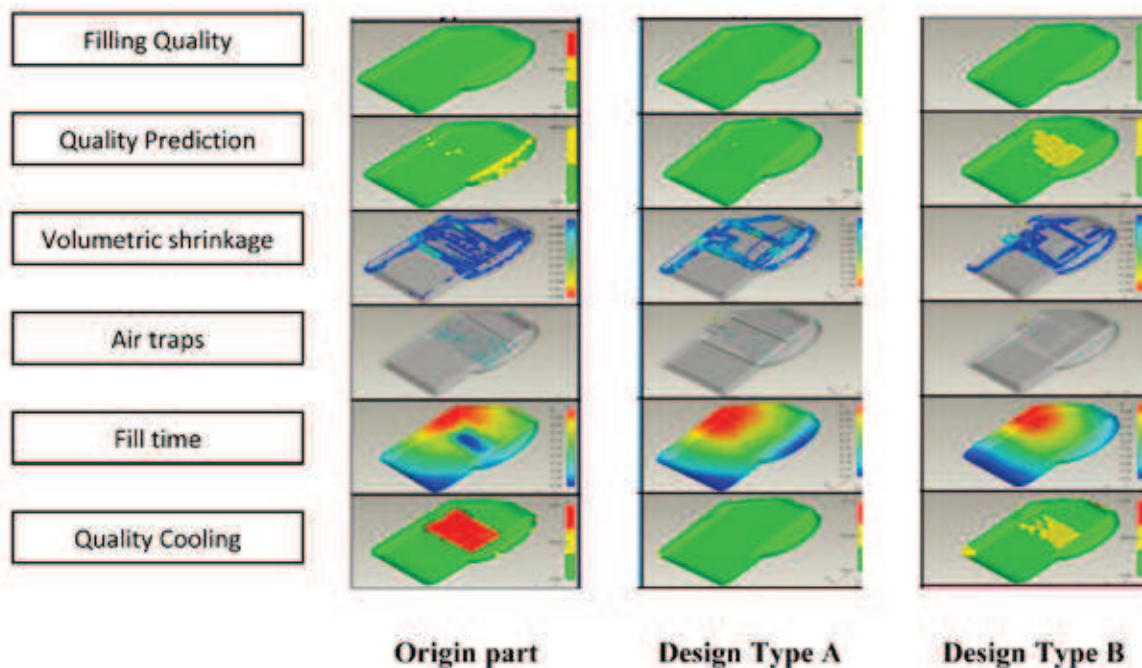 Filling Quality
Quality Prediction
Volumetric shrinkage
Air traps
Fill time
Quality Cooling
Origin part
Design Type A
Design Type B